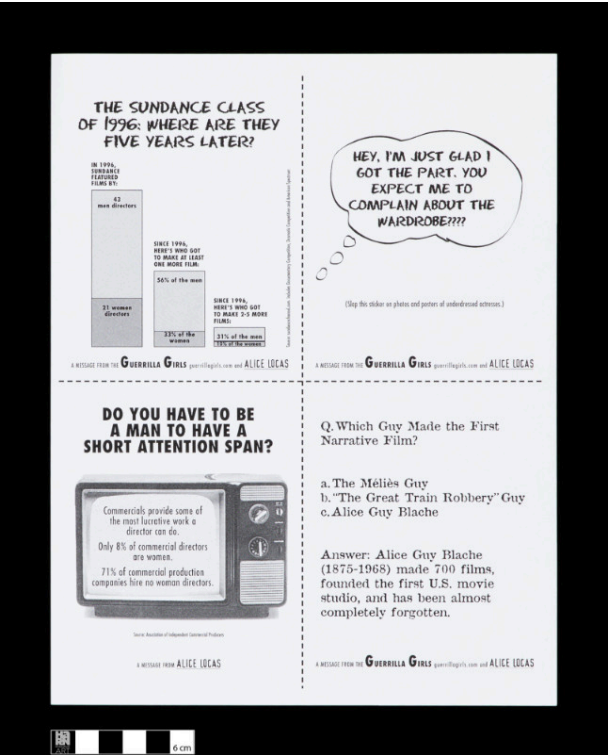 THE SUNDANCE CLASS
OF 1996: WHERE ARE THEY
FIVE YEARS LATER?
IN 1996,
SUNDANCE
FEATURED
FILMS BY:
43
men directors
31 women
directors
SINCE 1996,
HERE'S WHO GOT
TO MAKE AT LEAST
ONE MORE FILM:
56% of the men
33% of the
women
SINCE 1996,
HERE'S WHO GOT
TO MAKE 2-5 MORE
FILMS:
31% of the men
of the women
A MESSAGE FROM THE GUERRILLA GIRLS guerrillagirls.com and ALICE LOCAS
HEY, I'M JUST GLAD I
GOT THE PART. YOU
EXPECT ME TO
COMPLAIN ABOUT THE
WARDROBE????
(Slap this sticker on photos and posters of underdressed actresses.)
A MESSAGE FROM THE GUERRILLA GIRLS guerrillagirls.com and ALICE LOCAS
DO YOU HAVE TO BE
A MAN TO HAVE A
SHORT ATTENTION SPAN?
Commercials provide some of
the most lucrative work a
director can do.
Only 8% of commercial directors
are women.
71% of commercial production
companies hire no woman directors.
Source: Association of Independent Commercial Producers
A MESSAGE FROM ALICE LOCAS
Q. Which Guy Made the First
Narrative Film?
a. The Méliès Guy
b. "The Great Train Robbery" Guy
c. Alice Guy Blache
Answer: Alice Guy Blache
(1875-1968) made 700 films,
founded the first U.S. movie
studio, and has been almost
completely forgotten.
A MESSAGE FROM THE GUERRILLA GIRLS guerrillagirls.com and ALICE LOCAS
6 cm